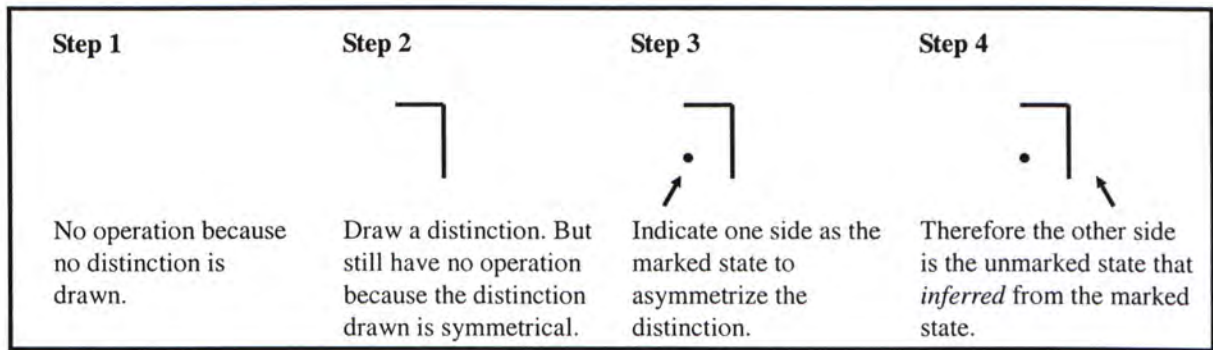 Step 1
No operation because
no distinction is
drawn.
Step 2
Draw a distinction. But
still have no operation
because the distinction
drawn is symmetrical.
Step 3
Indicate one side as the
marked state to
asymmetrize the
distinction.
Step 4
Therefore the other side
is the unmarked state that
inferred from the marked
state.